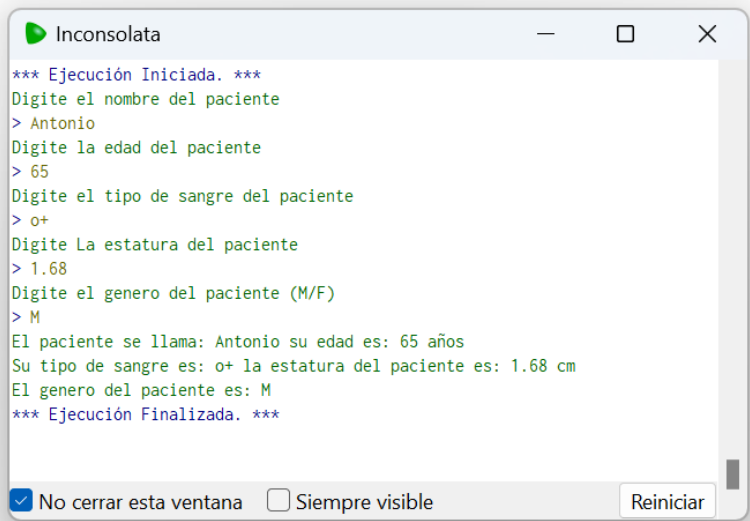 Inconsolata
*** Ejecución Iniciada. ***
Digite el nombre del paciente
> Antonio
Digite la edad del paciente
> 65
Digite el tipo de sangre del paciente
> o+
Digite La estatura del paciente
> 1.68
Digite el genero del paciente (M/F)
> M
El paciente se llama: Antonio su edad es: 65 años
Su tipo de sangre es: o+ la estatura del paciente es: 1.68 cm
El genero del paciente es: M
*** Ejecución Finalizada. ***
No cerrar esta ventana Siempre visible Reiniciar